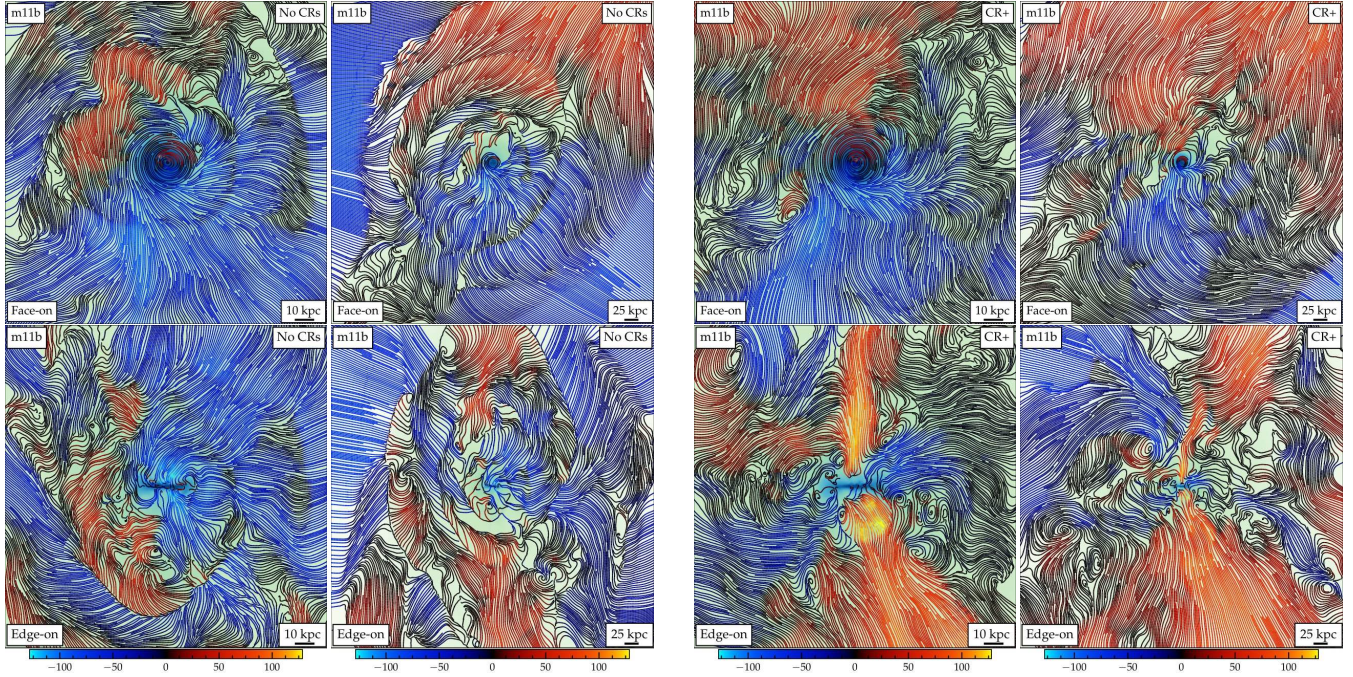 m11b No CRs m11b No CRs m11b CR+ m11b CR+
Face-on 10 kpc Face-on 25 kpc Face-on 10 kpc Face-on 25 kpc
m11b No CRs m11b No CRs m11b CR+ m11b CR+
Edge-on 10 kpc Edge-on 25 kpc Edge-on 10 kpc Edge-on 25 kpc
−100 −50 0 50 100 −100 −50 0 50 100 −100 −50 0 50 100 −100 −50 0 50 100